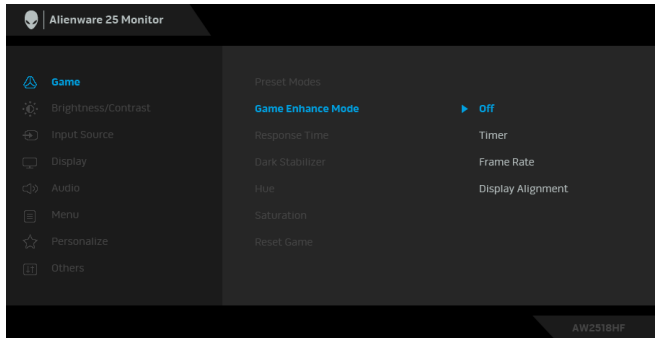 Alienware 25 Monitor
Game
Preset Modes
Brightness/Contrast
Game Enhance Mode
Off
Input Source
Response Time
Timer
Display
Dark Stabilizer
Frame Rate
Audio
Hue
Display Alignment
Menu
Saturation
Personalize
Reset Game
Others
AW2518HF